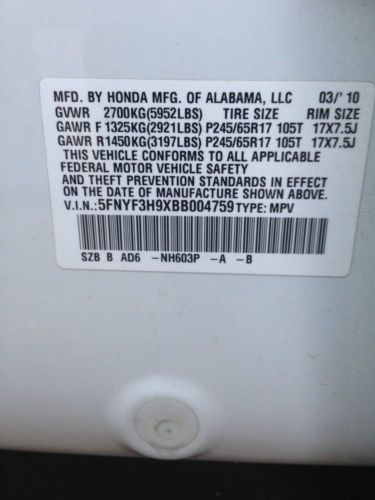 MFD. BY HONDA MFG. OF ALABAMA, LLC 03/'10
GVWR 2700KG(5952LBS) TIRE SIZE RIM SIZE
GAWR F 1325KG(2921LBS) P245/65R17 105T 17X7.5J
GAWR R1450KG(3197LBS) P245/65R17 105T 17X7.5J
THIS VEHICLE CONFORMS TO ALL APPLICABLE
FEDERAL MOTOR VEHICLE SAFETY
AND THEFT PREVENTION STANDARDS IN EFFECT
ON THE DATE OF MANUFACTURE SHOWN ABOVE.
V.I.N.:5FNYF3H9XBB004759 TYPE: MPV
SZB B AD6 -NH603P -A -B